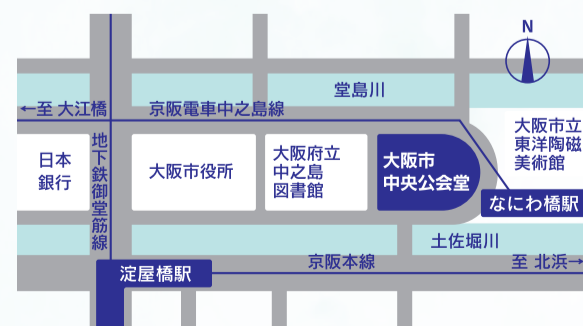 N
堂島川
←至 大江橋
京阪電車中之島線
大阪市立
東洋陶磁
美術館
日本
銀行
地下鉄御堂筋線
大阪市役所
大阪府立
中之島
図書館
大阪市
中央公会堂
なにわ橋駅
土佐堀川
京阪本線
至 北浜→
淀屋橋駅